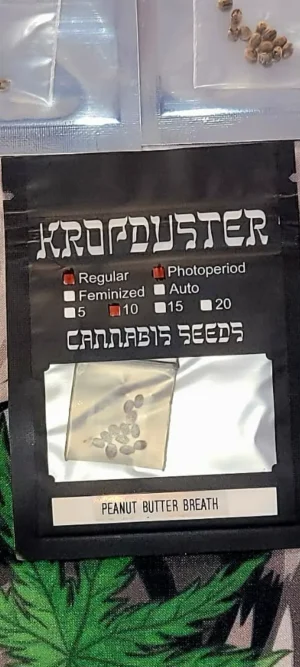 KROPDUSTER
Regular Photoperiod
Feminized Auto
5 10 15 20
CANNABIS SEEDS
PEANUT BUTTER BREATH